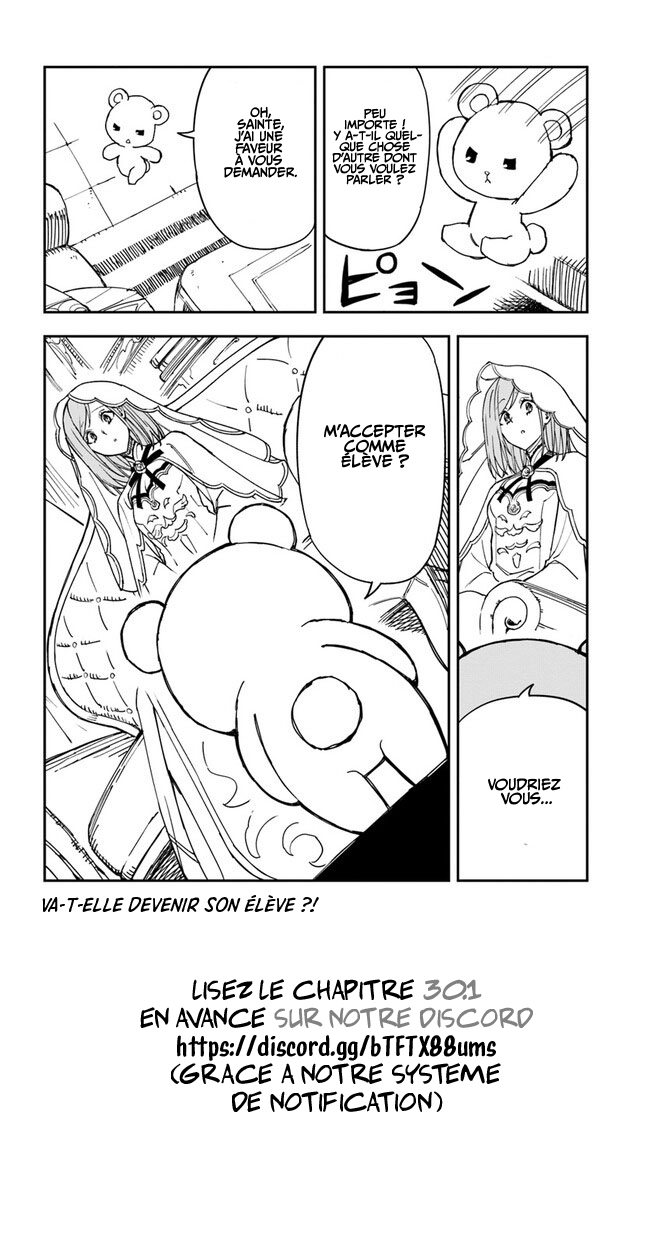 PEU
IMPORTE !
Y A-T-IL QUEL-
QUE CHOSE
D'AUTRE DONT
VOUS VOULEZ
PARLER ?
ピョン
OH,
SAINTE,
J'AI UNE
FAVEUR
À VOUS
DEMANDER.
VOUDRIEZ
VOUS...
M'ACCEPTER
COMME
ÉLÈVE ?
VA-T-ELLE DEVENIR SON ÉLÈVE ?!
LISEZ LE CHAPITRE 30.1
EN AVANCE SUR NOTRE DISCORD
https://discord.gg/bTFTX88ums
(GRACE A NOTRE SYSTEME
DE NOTIFICATION)